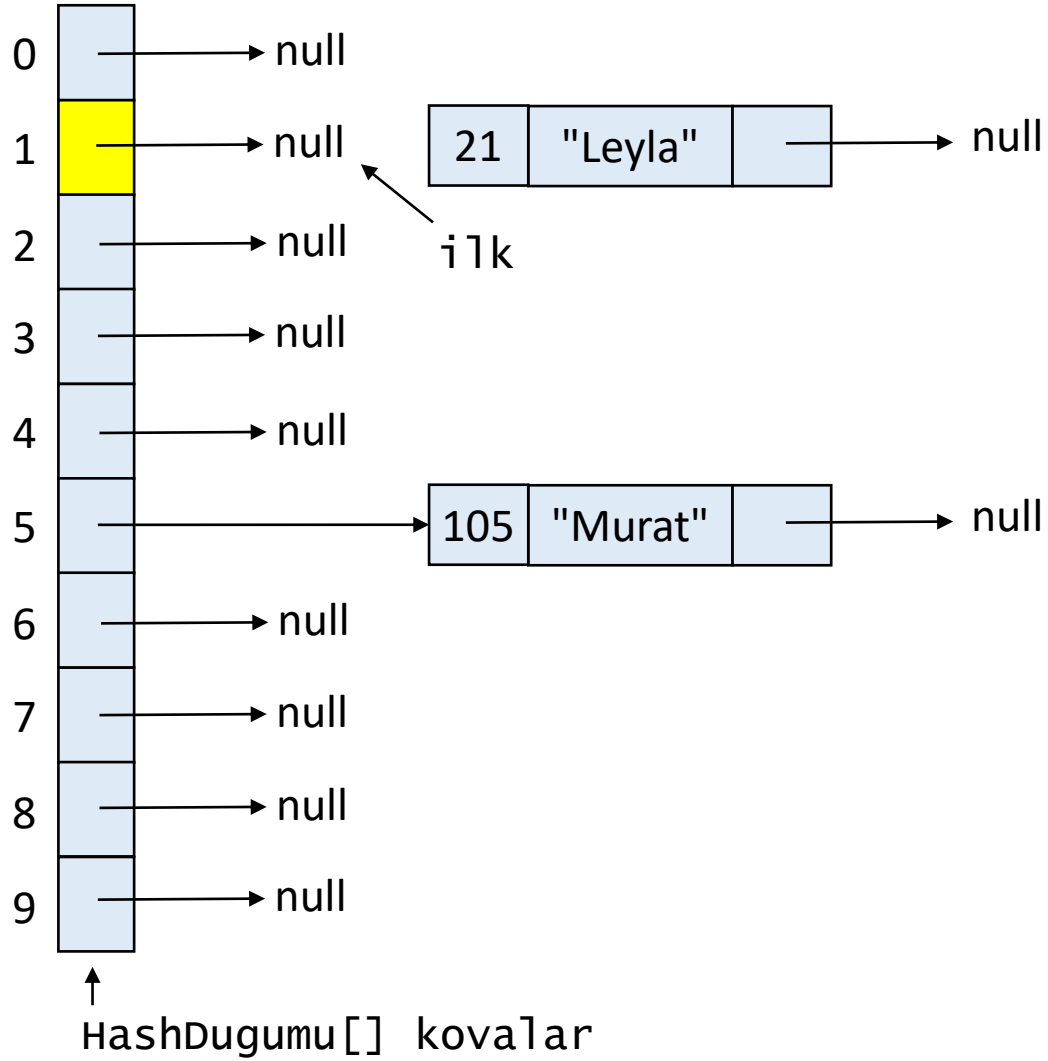 0 null
1 null 21 "Leyla" null
ilk
2 null
3 null
4 null
5 105 "Murat" null
6 null
7 null
8 null
9 null
HashDugumu[] kovalar